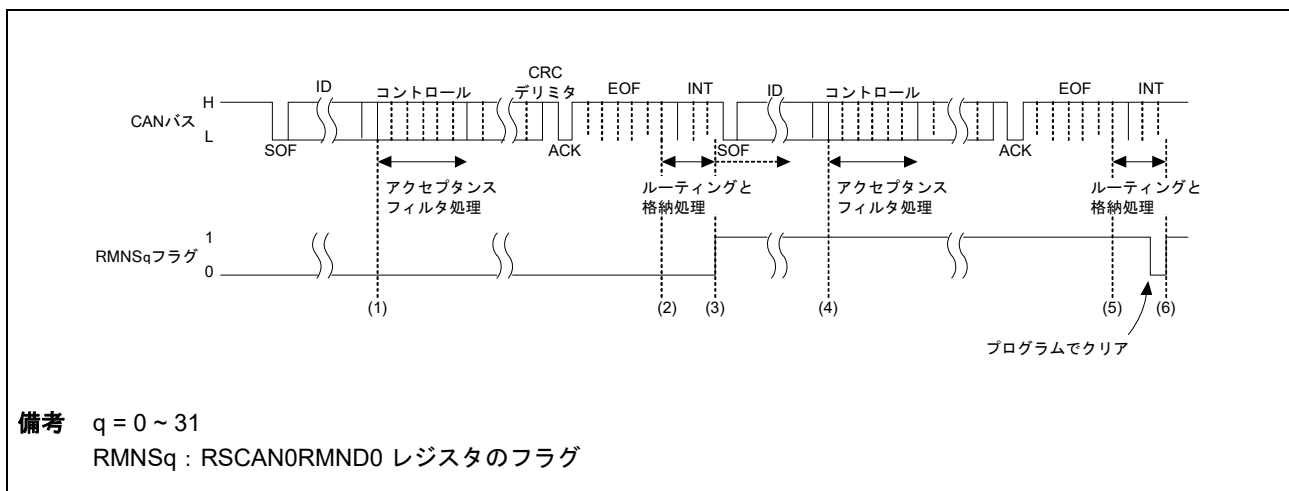 CRC
ID コントロール デリミタ EOF INT ID コントロール EOF INT
H
CANバス
L
SOF ACK SOF ACK
アクセプタンス ルーティングと アクセプタンス ルーティングと
フィルタ処理 格納処理 フィルタ処理 格納処理
1
RMNSqフラグ
0
(1) (2) (3) (4) (5) (6)
プログラムでクリア
備考 q = 0 ~ 31
RMNSq : RSCAN0RMND0 レジスタのフラグ